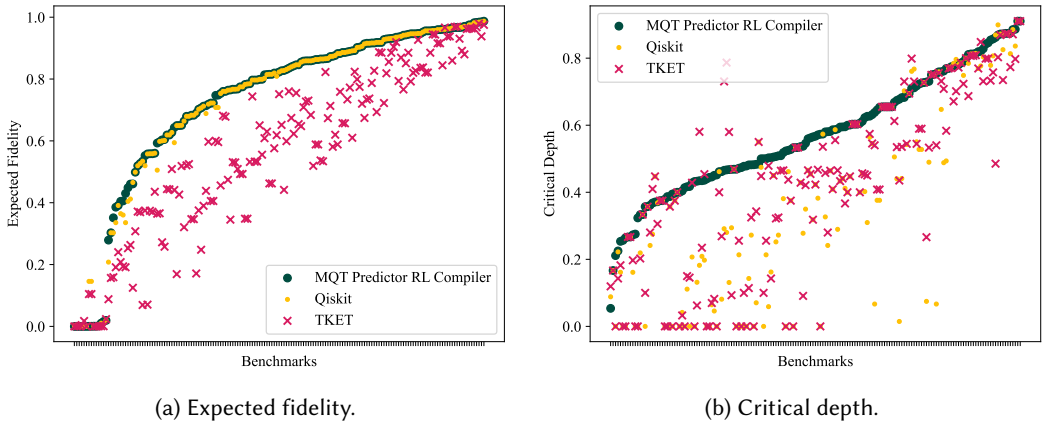 1.0
0.8
0.6
0.4
0.2
0.0
Expected Fidelity
MQT Predictor RL Compiler
Qiskit
TKET
Benchmarks
(a) Expected fidelity.
0.8
0.6
0.4
0.2
0.0
Critical Depth
MQT Predictor RL Compiler
Qiskit
TKET
Benchmarks
(b) Critical depth.